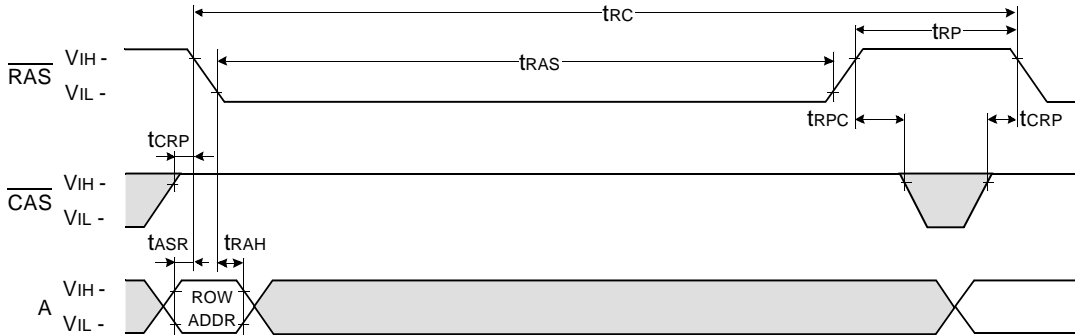 tRC
tRP
RAS
VIH -
VIL -
tRAS
tCRP
tRPC
tCRP
CAS
VIH -
VIL -
tASR
tRAH
A
VIH -
VIL -
ROW
ADDR